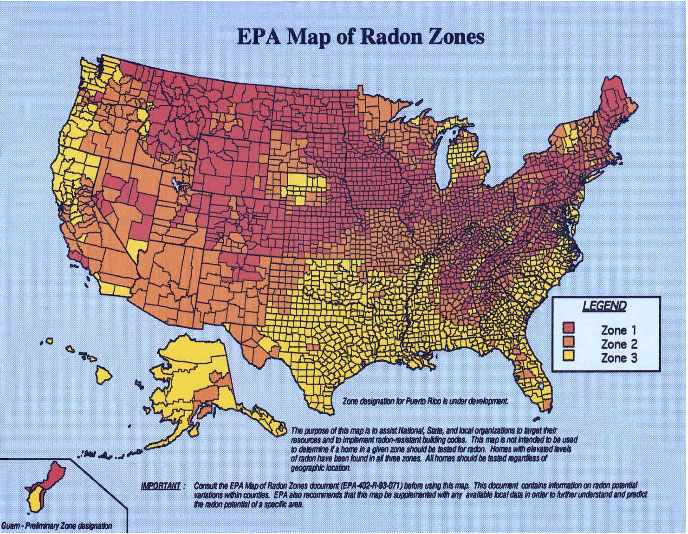 EPA Map of Radon Zones
LEGEND
Zone 1
Zone 2
Zone 3
Zone designation for Puerto Rico is under development.
The purpose of this map is to assist National, State, and local organizations to target their
resources and to implement radon-resistant building codes. This map is not intended to be used
to determine if a home in a given zone should be tested for radon. Homes with elevated levels
of radon have been found in all three zones. All homes should be tested regardless of
geographic location.
IMPORTANT : Consult the EPA Map of Radon Zones document (EPA-402-R-93-071) before using this map. This document contains information on radon potential
variations within counties. EPA also recommends that this map be supplemented with any available local data in order to further understand and predict
the radon potential of a specific area.
Guam - Preliminary Zone designation